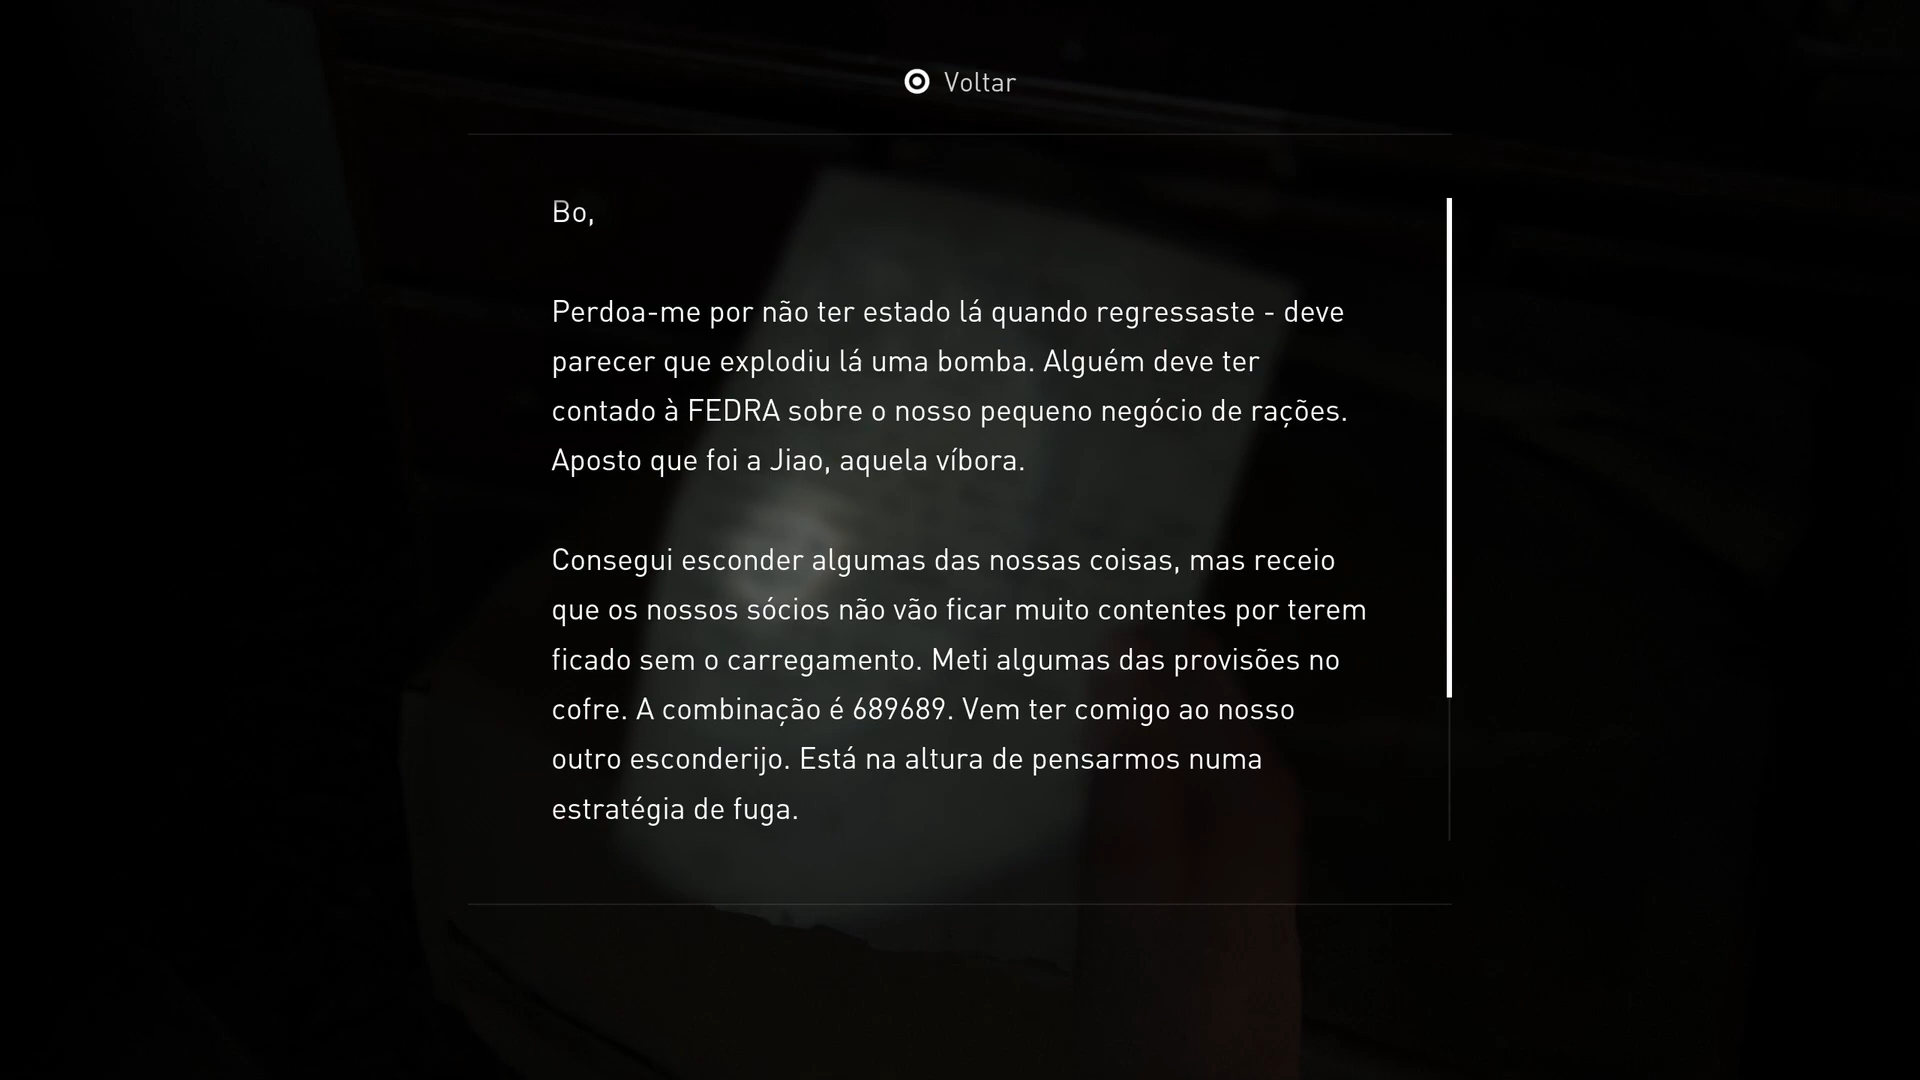 Voltar
Bo,
Perdoa-me por não ter estado lá quando regressaste - deve
parecer que explodiu lá uma bomba. Alguém deve ter
contado à FEDRA sobre o nosso pequeno negócio de rações.
Aposto que foi a Jiao, aquela víbora.
Consegui esconder algumas das nossas coisas, mas receio
que os nossos sócios não vão ficar muito contentes por terem
ficado sem o carregamento. Meti algumas das provisões no
cofre. A combinação é 689689. Vem ter comigo ao nosso
outro esconderijo. Está na altura de pensarmos numa
estratégia de fuga.